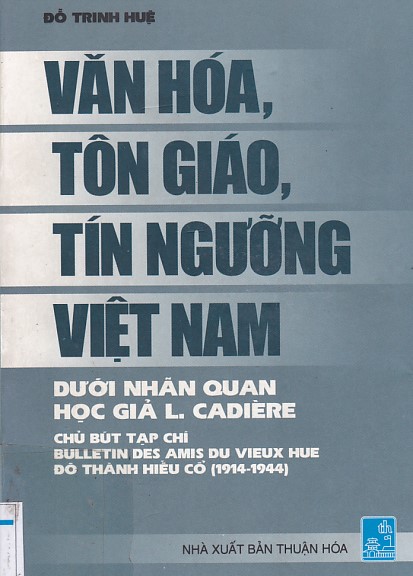 ĐỖ TRINH HUỆ
VĂN HÓA,
TÔN GIÁO,
TÍN NGƯỠNG
VIỆT NAM
DƯỚI NHÃN QUAN
HỌC GIẢ L. CADIÈRE
CHỦ BÚT TẠP CHÍ
BULLETIN DES AMIS DU VIEUX HUE
ĐÔ THÀNH HIẾU CỔ (1914-1944)
NHÀ XUẤT BẢN THUẬN HÓA